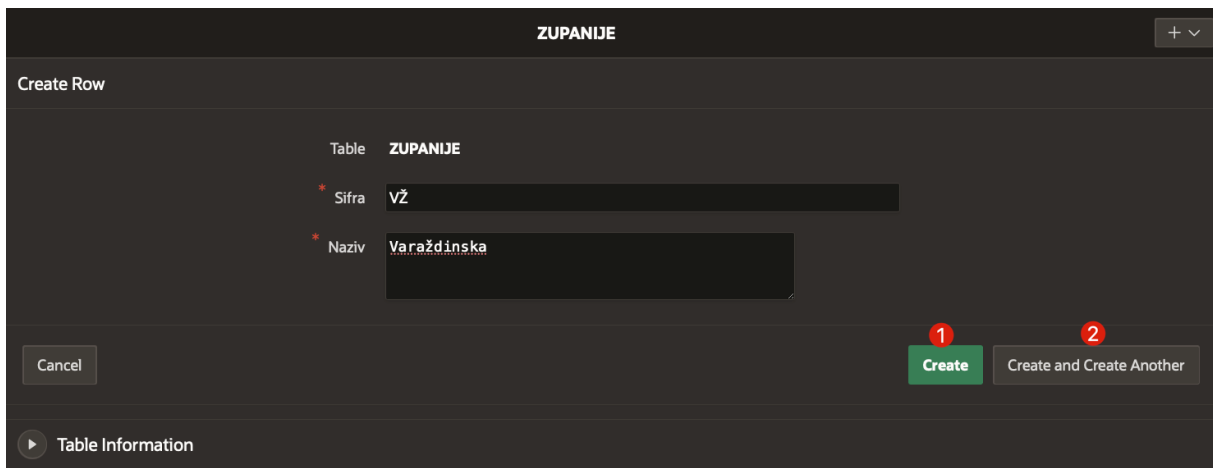 ZUPANIJE
Create Row
Table ZUPANIJE
* Sifra VŽ
* Naziv Varaždinska
1 2
Cancel Create Create and Create Another
Table Information